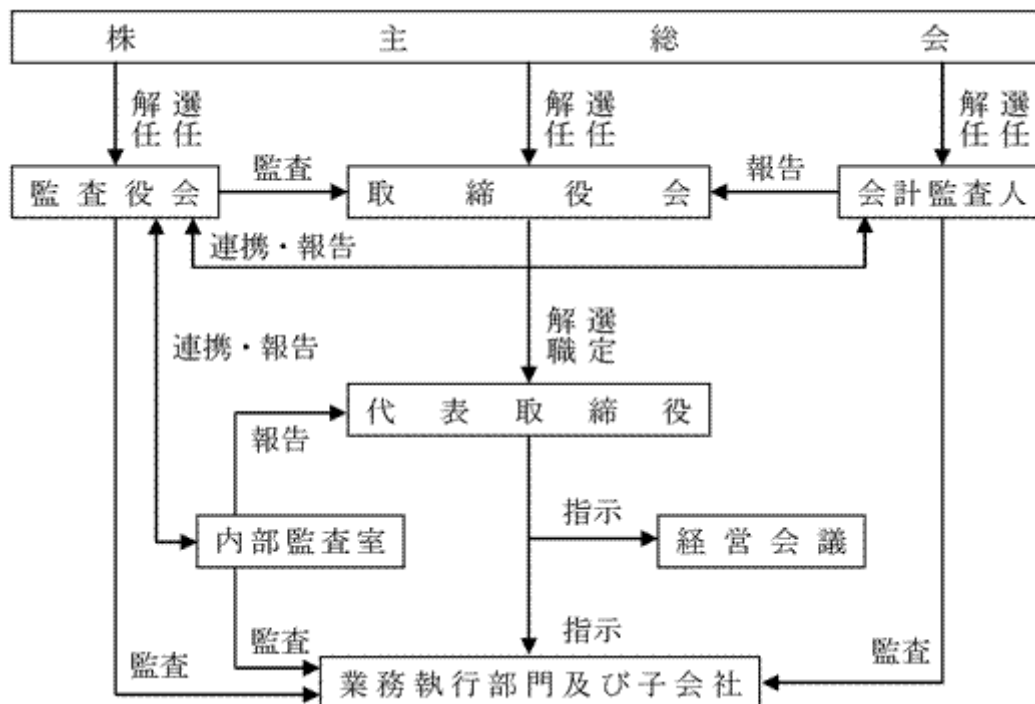 株主総会
選任
解任
選任
解任
選任
解任
監査役会
監査
取締役会
報告
会計監査人
連携・報告
選定
解職
連携・報告
代表取締役
報告
指示
内部監査室
経営会議
指示
監査
監査
監査
業務執行部門及び子会社